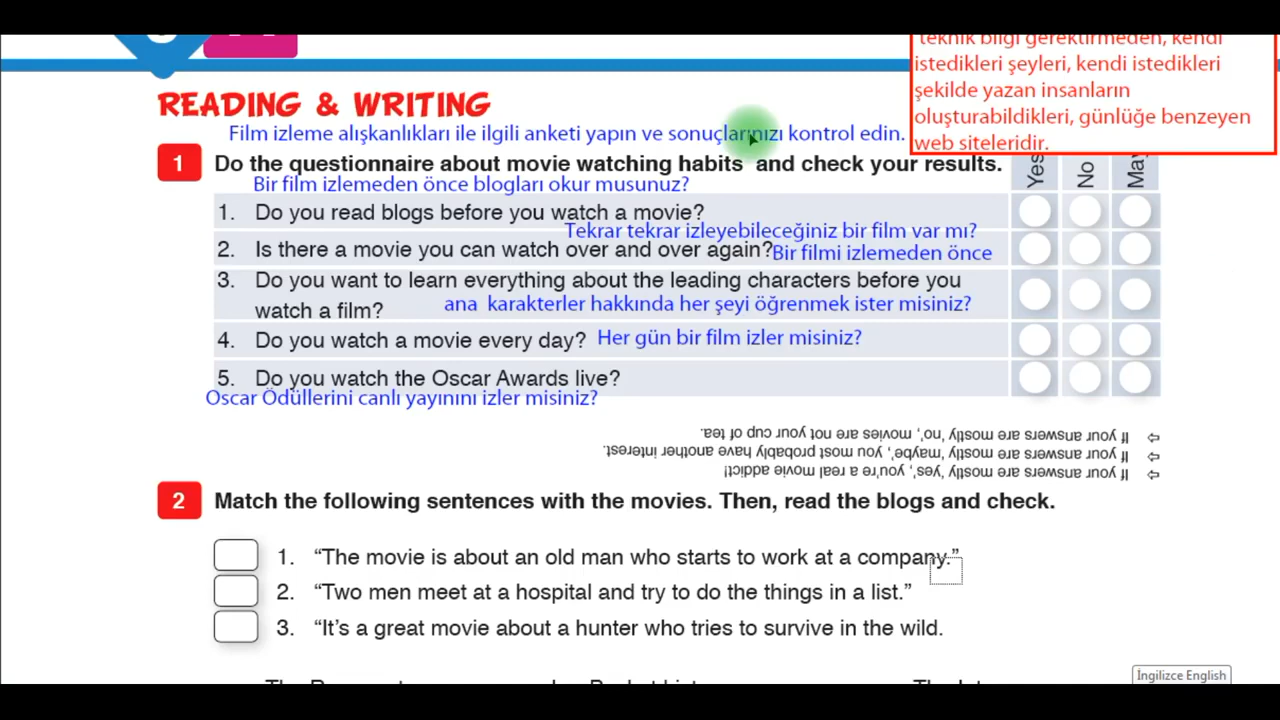 teknik bilgi gerektirmeden, kendi
istedikleri şeyleri, kendi istedikleri
şekilde yazan insanların
oluşturabildikleri, günlüğe benzeyen
web siteleridir.
READING & WRITING
Film izleme alışkanlıkları ile ilgili anketi yapın ve sonuçlarınızı kontrol edin.
1 Do the questionnaire about movie watching habits and check your results.
Yes No May
Bir film izlemeden önce blogları okur musunuz?
1. Do you read blogs before you watch a movie?
Tekrar tekrar izleyebileceğiniz bir film var mı?
2. Is there a movie you can watch over and over again?
Bir filmi izlemeden önce
3. Do you want to learn everything about the leading characters before you
watch a film?
ana karakterler hakkında her şeyi öğrenmek ister misiniz?
4. Do you watch a movie every day?
Her gün bir film izler misiniz?
5. Do you watch the Oscar Awards live?
Oscar Ödüllerini canlı yayınını izler misiniz?
⇨ If your answers are mostly ‘yes’, you’re a real movie addict!
⇨ If your answers are mostly ‘maybe’, you most probably have another interest.
⇨ If your answers are mostly ‘no’, movies are not your cup of tea.
2 Match the following sentences with the movies. Then, read the blogs and check.
1. “The movie is about an old man who starts to work at a company.”
2. “Two men meet at a hospital and try to do the things in a list.”
3. “It’s a great movie about a hunter who tries to survive in the wild.
İngilizce English